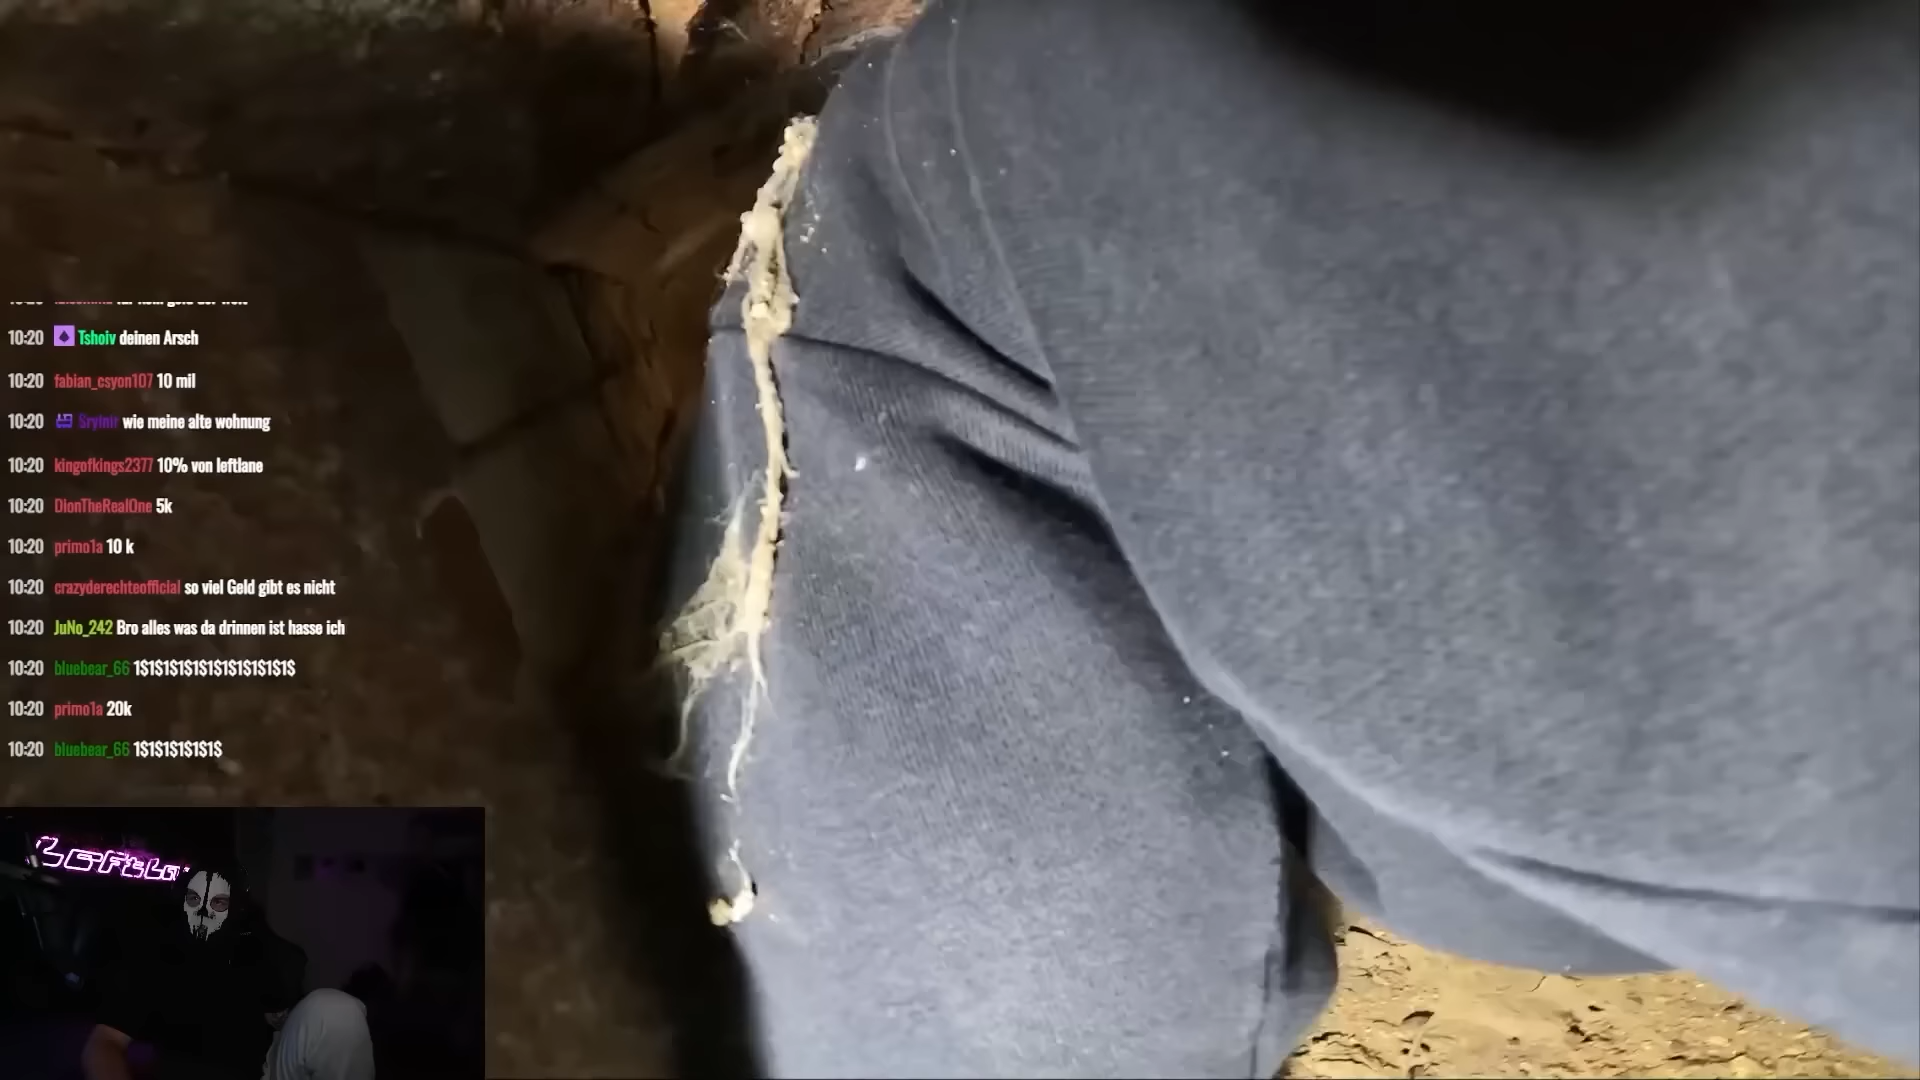 10:20 Tshoiv deinen Arsch
10:20 fabian_csyon107 10 mil
10:20 Srylnir wie meine alte wohnung
10:20 kingofkings2377 10% von leftlane
10:20 DionTheRealOne 5k
10:20 primo1a 10 k
10:20 crazyderechteofficial so viel Geld gibt es nicht
10:20 JuNo_242 Bro alles was da drinnen ist hasse ich
10:20 bluebear_66 1$1$1$1$1$1$1$1$1$1$1$
10:20 primo1a 20k
10:20 bluebear_66 1$1$1$1$1$1$